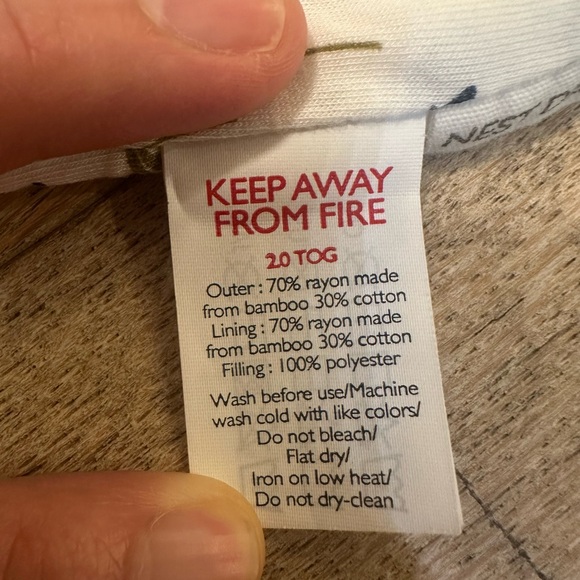 NEST D
KEEP AWAY
FROM FIRE
2.0 TOG
Outer : 70% rayon made
from bamboo 30% cotton
Lining : 70% rayon made
from bamboo 30% cotton
Filling : 100% polyester
Wash before use/Machine
wash cold with like colors/
Do not bleach/
Flat dry/
Iron on low heat/
Do not dry-clean